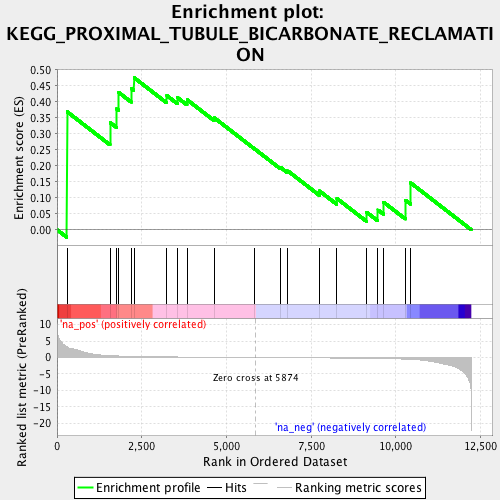 Enrichment plot:
KEGG_PROXIMAL_TUBULE_BICARBONATE_RECLAMATI
ON
Enrichment score (ES)
0.50
0.45
0.40
0.35
0.30
0.25
0.20
0.15
0.10
0.05
0.00
'na_pos' (positively correlated)
Ranked list metric (PreRanked)
10
5
0
-5
-10
-15
-20
Zero cross at 5874
'na_neg' (negatively correlated)
0
2,500
5,000
7,500
10,000
12,500
Rank in Ordered Dataset
Enrichment profile
Hits
Ranking metric scores